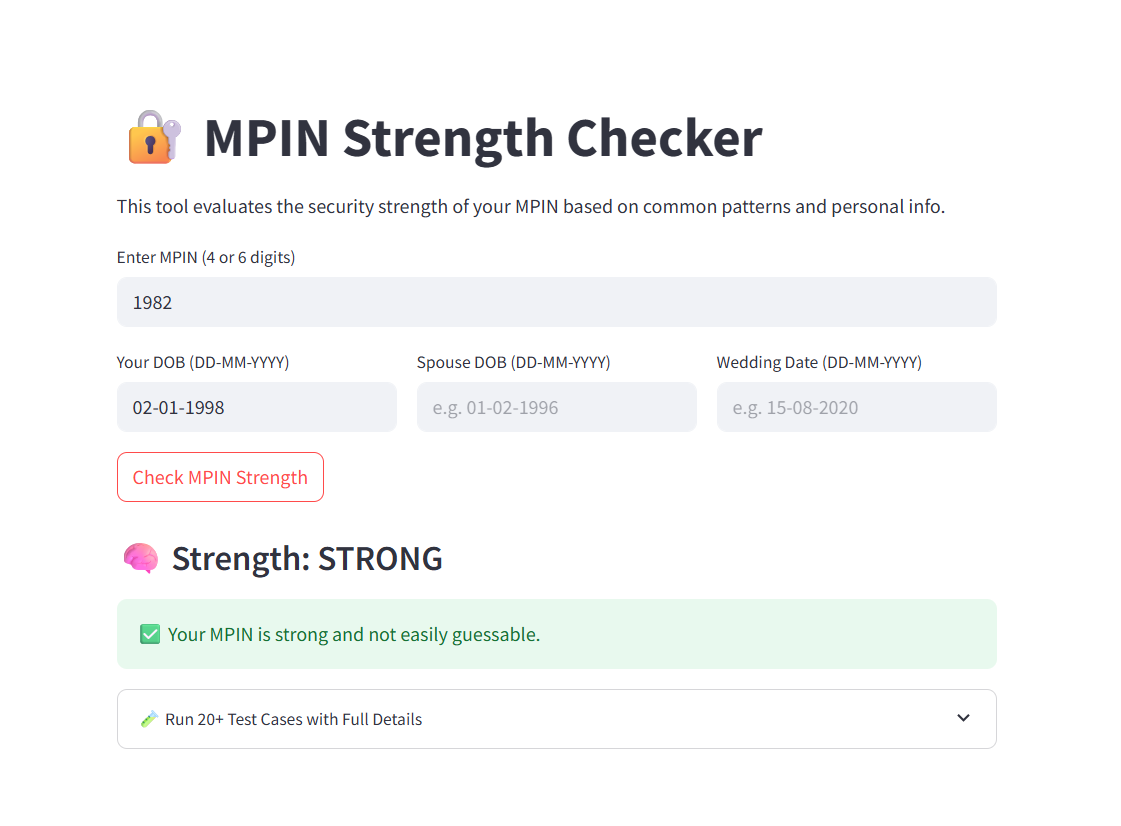 MPIN Strength Checker
This tool evaluates the security strength of your MPIN based on common patterns and personal info.
Enter MPIN (4 or 6 digits)
1982
Your DOB (DD-MM-YYYY) Spouse DOB (DD-MM-YYYY) Wedding Date (DD-MM-YYYY)
02-01-1998 e.g. 01-02-1996 e.g. 15-08-2020
Check MPIN Strength
Strength: STRONG
Your MPIN is strong and not easily guessable.
Run 20+ Test Cases with Full Details